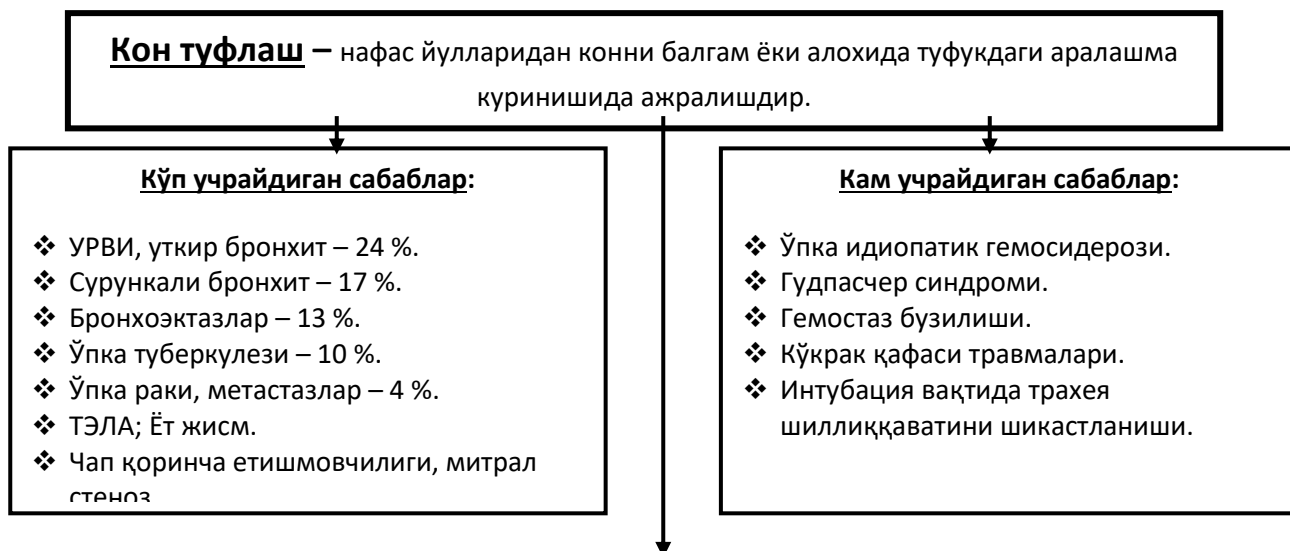 Кон туфлаш – нафас йулларидан конни балгам ёки алохида туфукдаги аралашма
куринишида ажралишдир.
Кўп учрайдиган сабаблар:
❖ УРВИ, уткир бронхит – 24 %.
❖ Сурункали бронхит – 17 %.
❖ Бронхоэктазлар – 13 %.
❖ Ўпка туберкулези – 10 %.
❖ Ўпка раки, метастазлар – 4 %.
❖ ТЭЛА; Ёт жисм.
❖ Чап қоринча етишмовчилиги, митрал
стеноз
Кам учрайдиган сабаблар:
❖ Ўпка идиопатик гемосидерози.
❖ Гудпасчер синдроми.
❖ Гемостаз бузилиши.
❖ Кўкрак қафаси травмалари.
❖ Интубация вақтида трахея
шиллиққаватини шикастланиши.